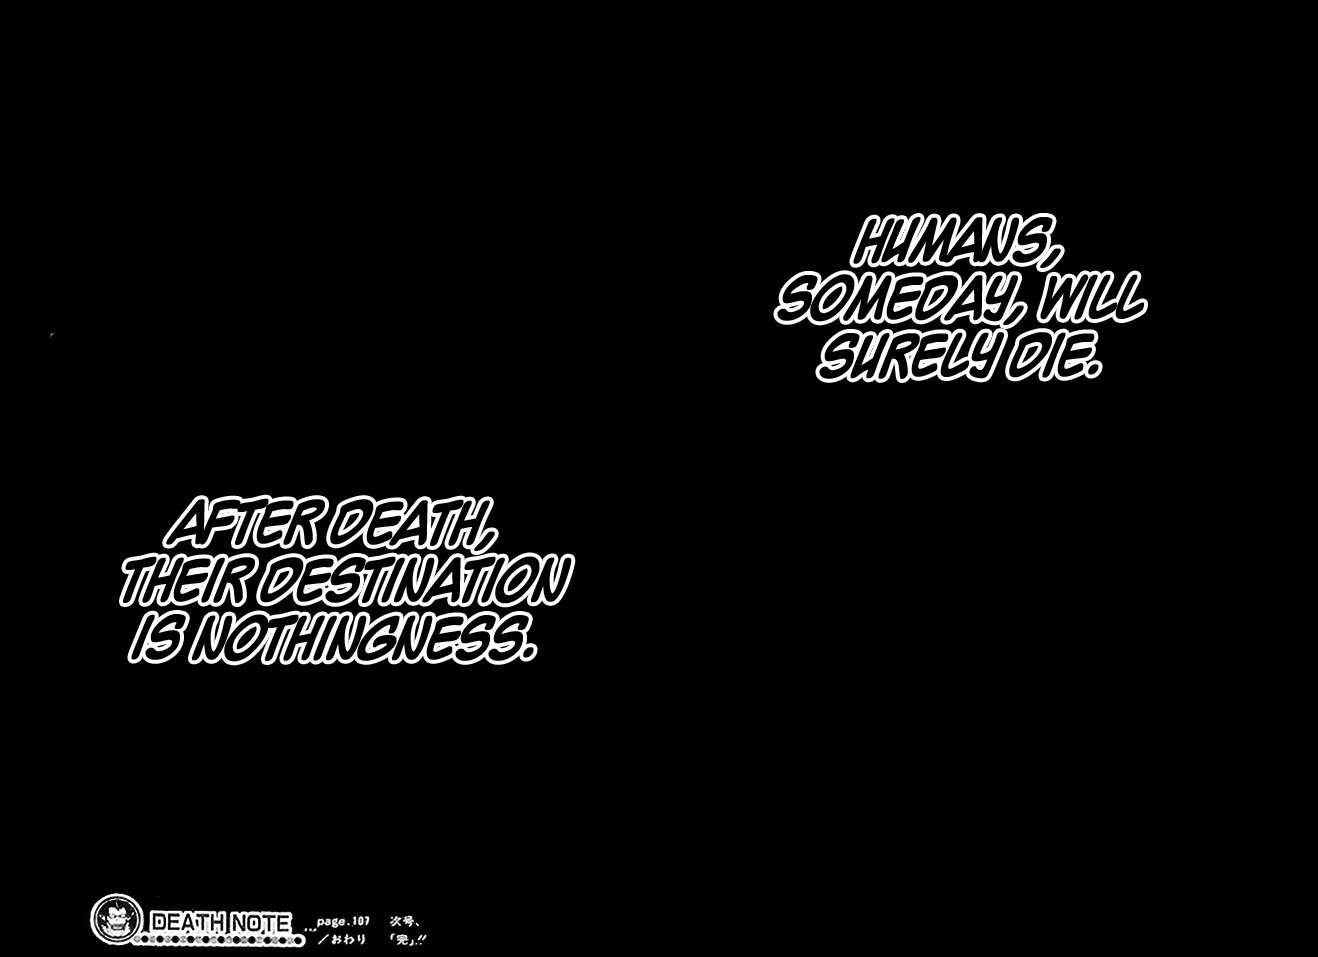 HUMANS,
SOMEDAY, WILL
SURELY DIE.
AFTER DEATH,
THEIR DESTINATION
IS NOTHINGNESS.
DEATH NOTE ...page.107 次号、
／おわり 「完」!!